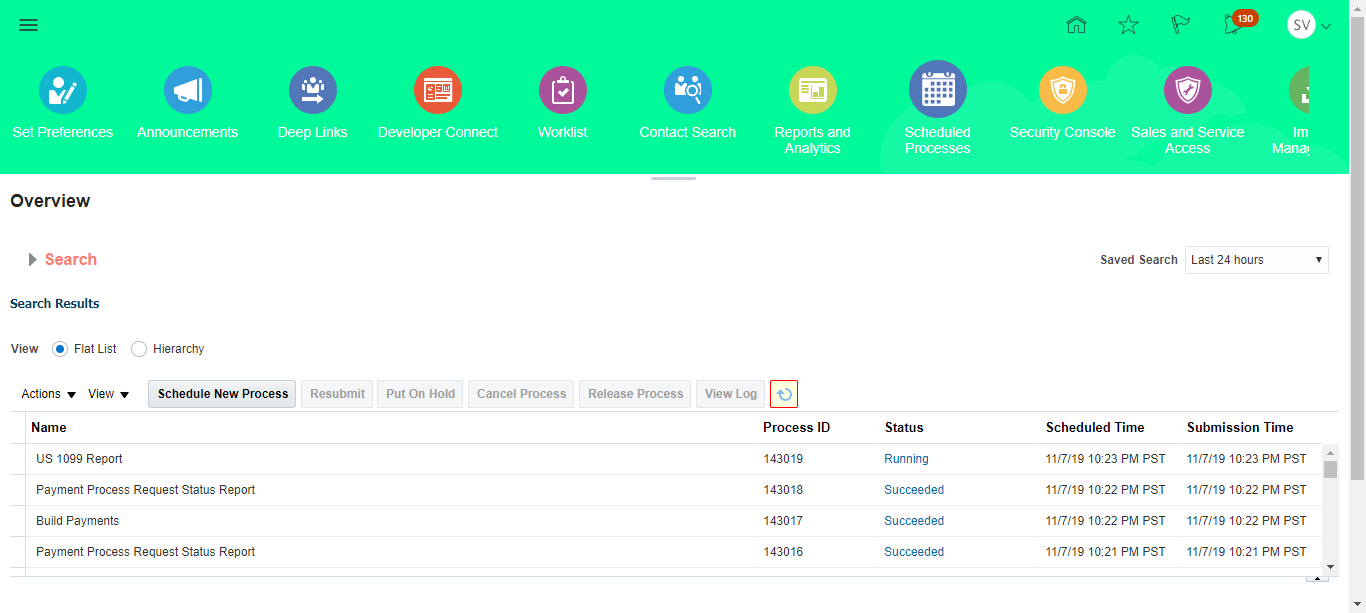 130
SV
Set Preferences
Announcements
Deep Links
Developer Connect
Worklist
Contact Search
Reports and
Analytics
Scheduled
Processes
Security Console
Sales and Service
Access
Overview
Search
Saved Search Last 24 hours
Search Results
View Flat List Hierarchy
Actions View Schedule New Process Resubmit Put On Hold Cancel Process Release Process View Log
Name Process ID Status Scheduled Time Submission Time
US 1099 Report 143019 Running 11/7/19 10:23 PM PST 11/7/19 10:23 PM PST
Payment Process Request Status Report 143018 Succeeded 11/7/19 10:22 PM PST 11/7/19 10:22 PM PST
Build Payments 143017 Succeeded 11/7/19 10:22 PM PST 11/7/19 10:22 PM PST
Payment Process Request Status Report 143016 Succeeded 11/7/19 10:21 PM PST 11/7/19 10:21 PM PST